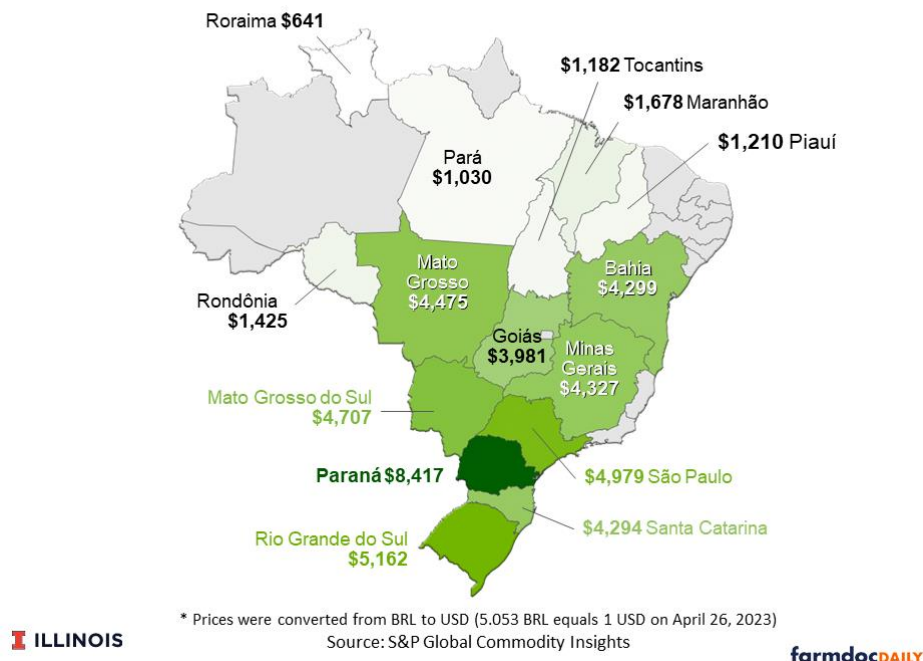 Roraima $641
$1,182 Tocantins
$1,678 Maranhão
$1,210 Piauí
Pará
$1,030
Mato
Grosso
$4,475
Bahia
$4,299
Rondônia
$1,425
Goiás
$3,981
Minas
Gerais
$4,327
Mato Grosso do Sul
$4,707
Paraná $8,417
$4,979 São Paulo
$4,294 Santa Catarina
Rio Grande do Sul
$5,162
* Prices were converted from BRL to USD (5.053 BRL equals 1 USD on April 26, 2023)
Source: S&P Global Commodity Insights
I ILLINOIS
farmdocDAILY